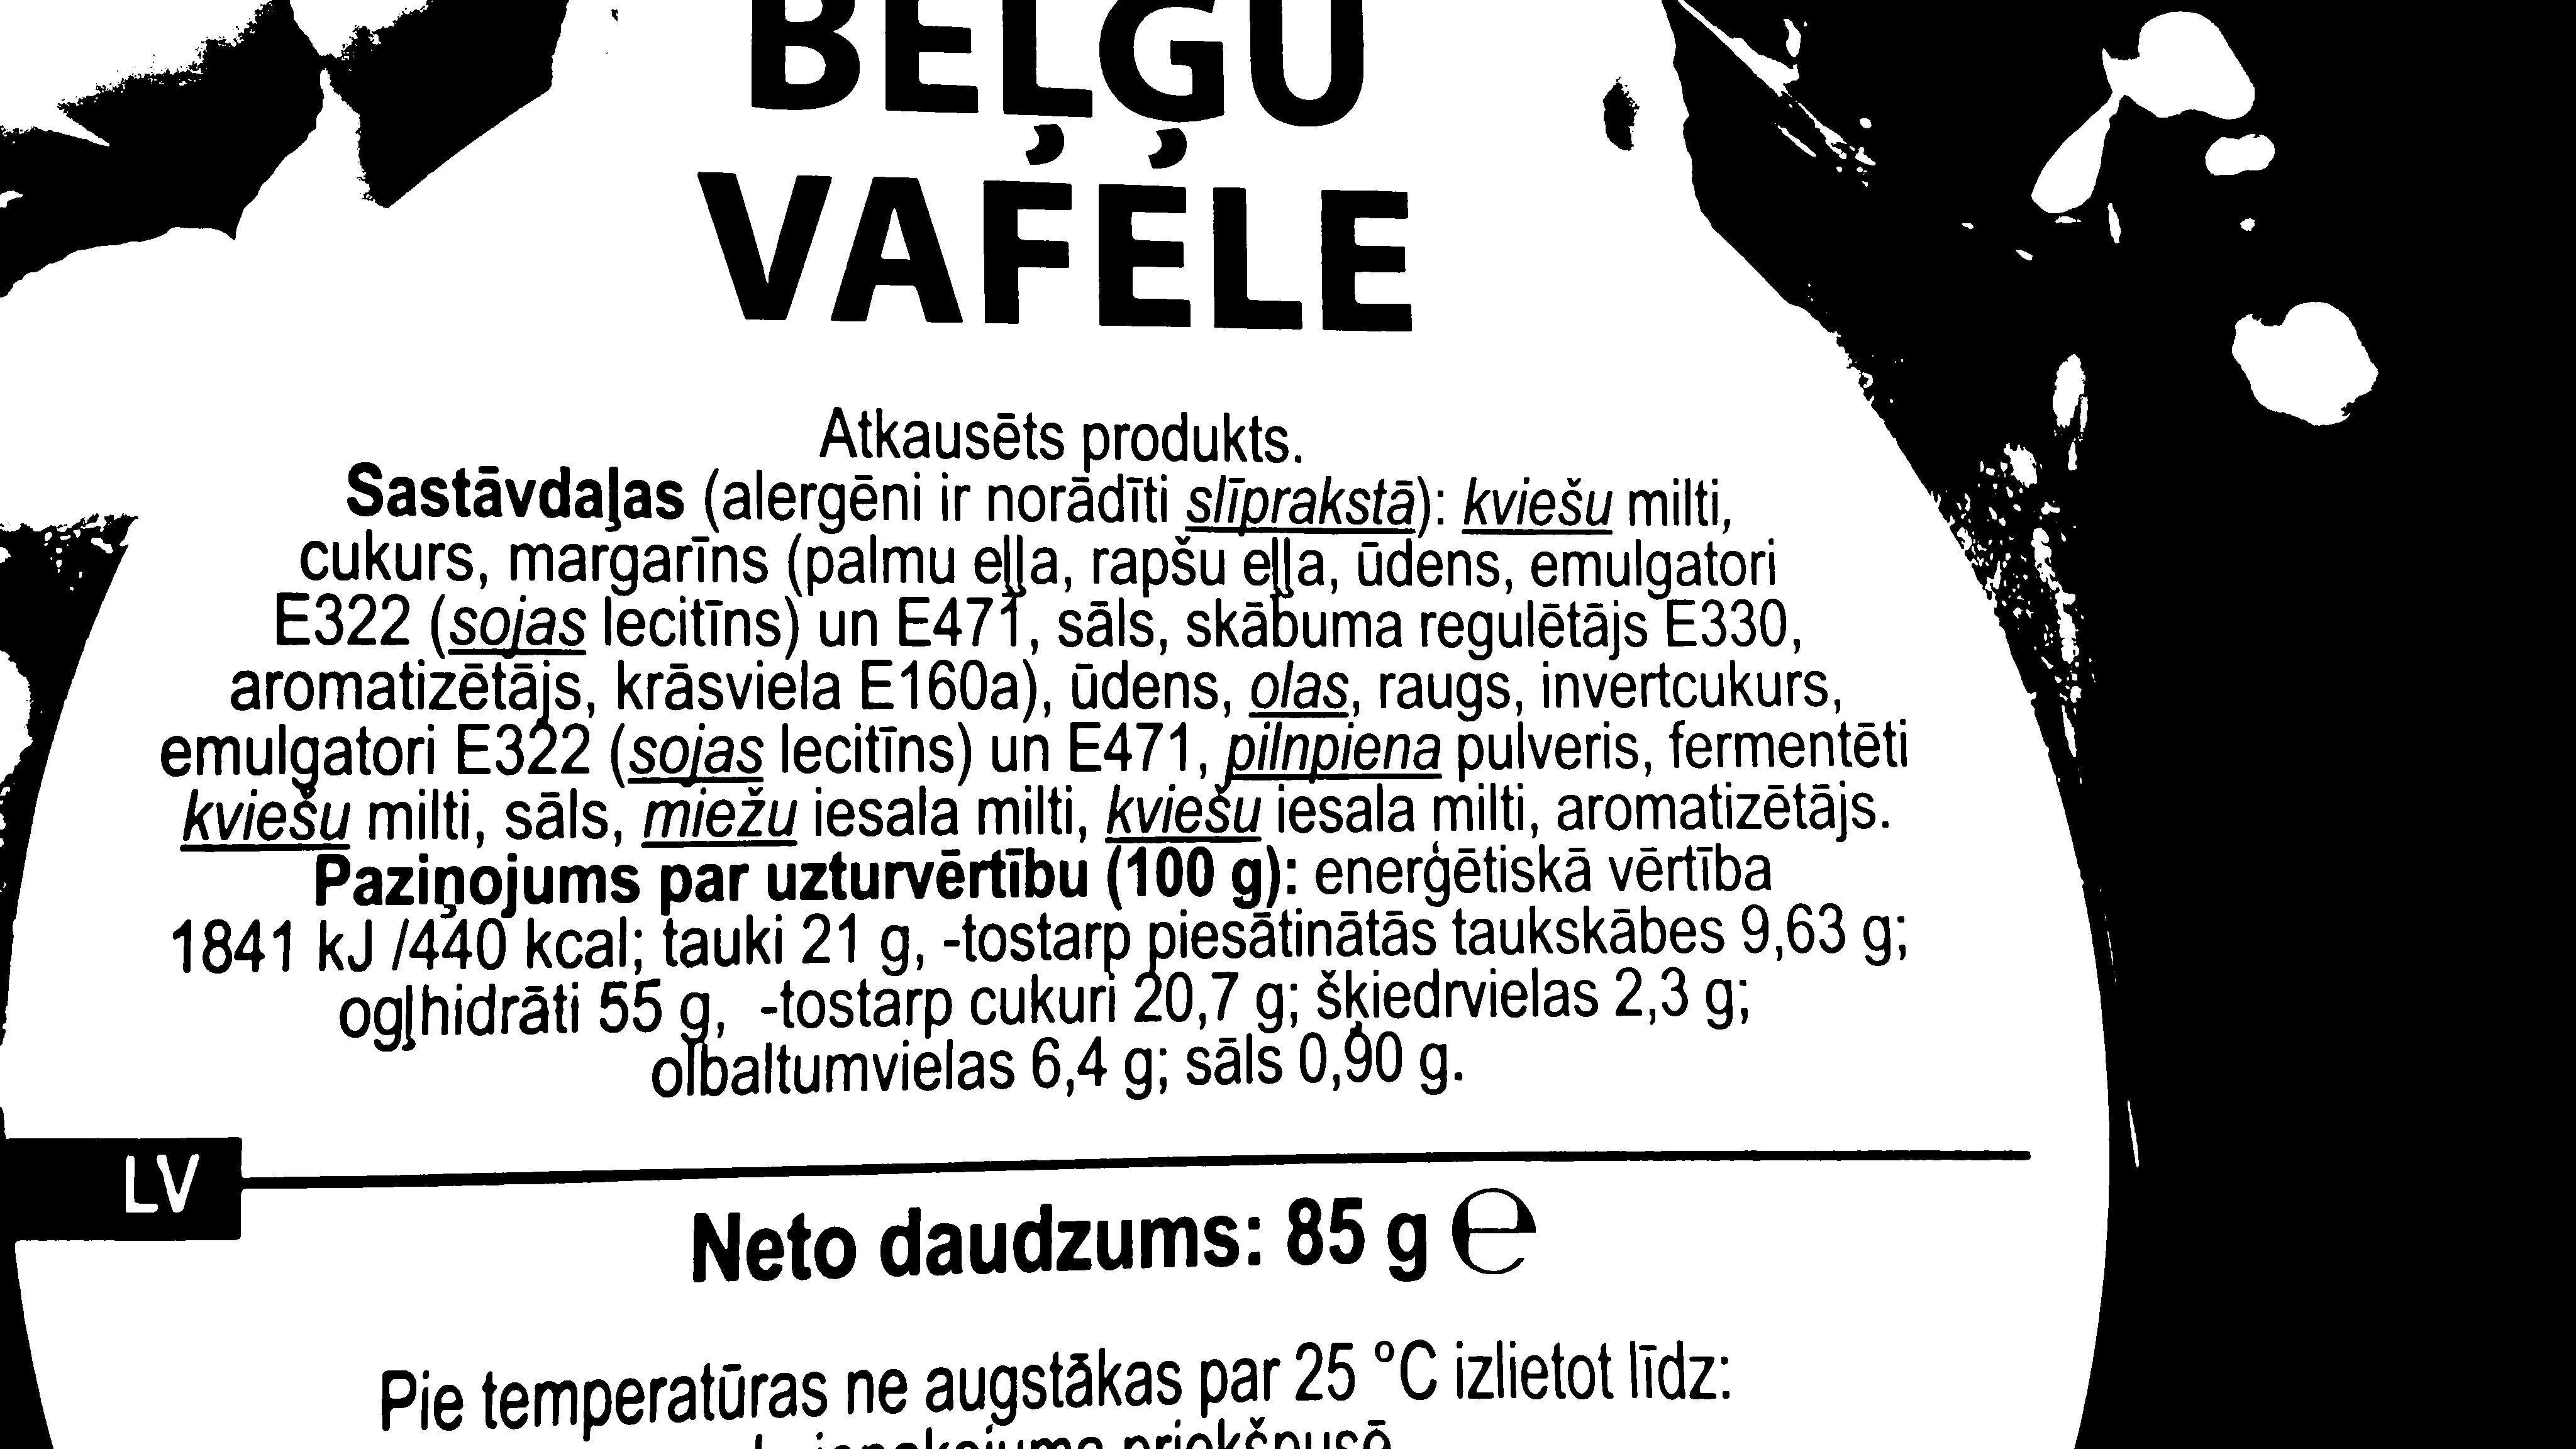 BEĻĢU
VAFELE
Atkausēts produkts.
Sastāvdaļas (alergēni ir norādīti slīprakstā): kviešu milti,
cukurs, margarīns (palmu eļļa, rapšu eļļa, ūdens, emulgatori
E322 (sojas lecitīns) un E471, sāls, skābuma regulētājs E330,
aromatizētājs, krāsviela E160a), ūdens, olas, raugs, invertcukurs,
emulgatori E322 (sojas lecitīns) un E471, pilnpiena pulveris, fermentēti
kviešu milti, sāls, miežu iesala milti, kviešu iesala milti, aromatizētājs.
Paziņojums par uzturvērtību (100 g): enerģētiskā vērtība
1841 kJ /440 kcal; tauki 21 g, -tostarp piesātinātās taukskābes 9,63 g;
ogļhidrāti 55 g, -tostarp cukuri 20,7 g; šķiedrvielas 2,3 g;
olbaltumvielas 6,4 g; sāls 0,90 g.
LV
Neto daudzums: 85 g ℮
Pie temperatūras ne augstākas par 25 °C izlietot līdz:
iepakojuma priekšpusē